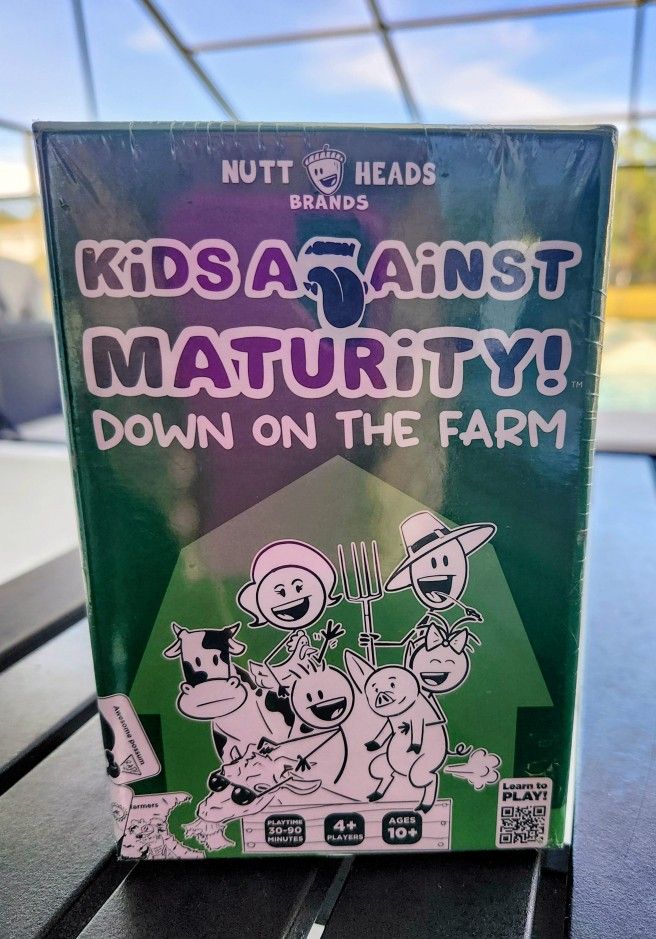 NUTT HEADS
BRANDS
KiDS AGAiNST
MATURiTY!
TM
DOWN ON THE FARM
Awesome possum
farmers
PLAYTIME
30-90
MINUTES
4+
PLAYERS
AGES
10+
Learn to
PLAY!